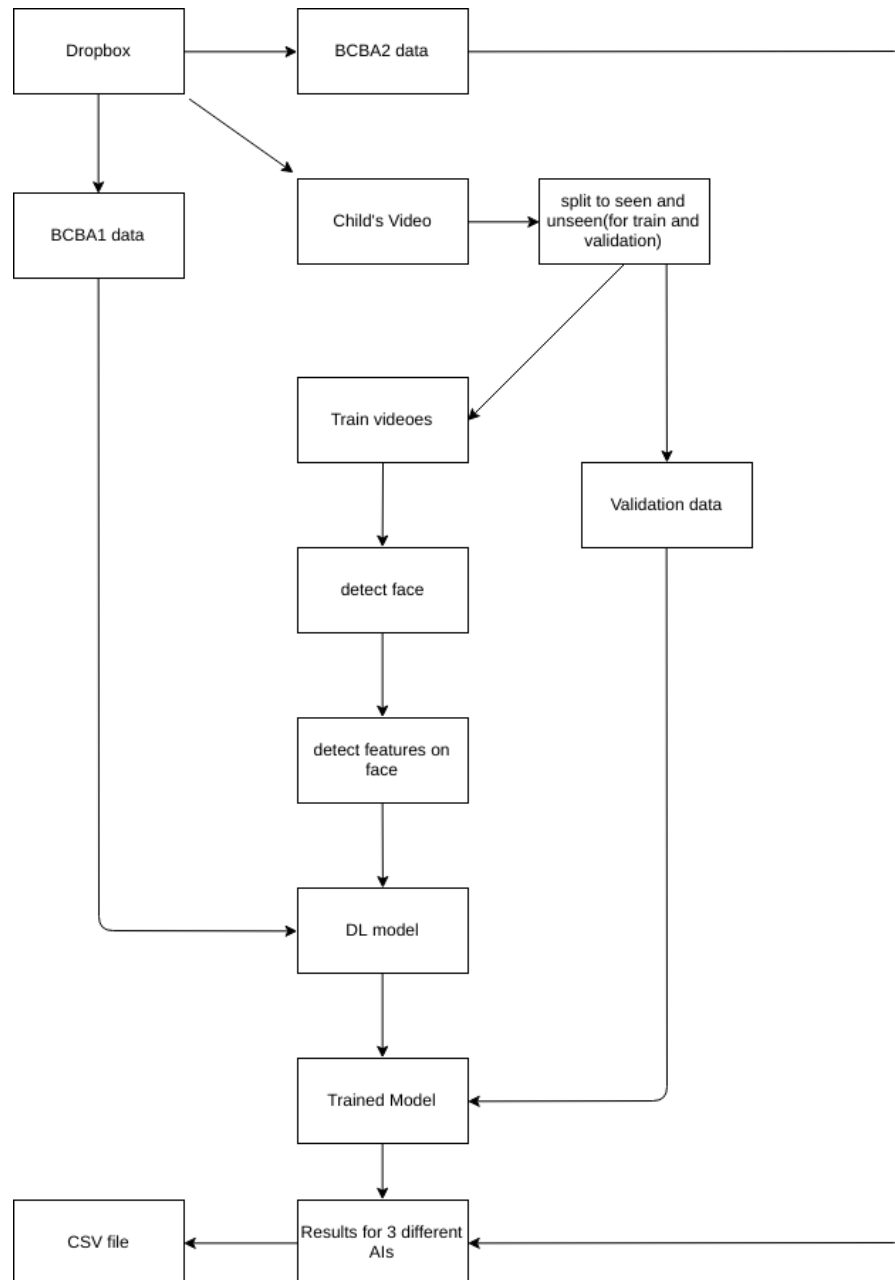 Dropbox
BCBA2 data
BCBA1 data
Child's Video
split to seen and
unseen(for train and
validation)
Train videoes
Validation data
detect face
detect features on
face
DL model
Trained Model
CSV file
Results for 3 different
AIs